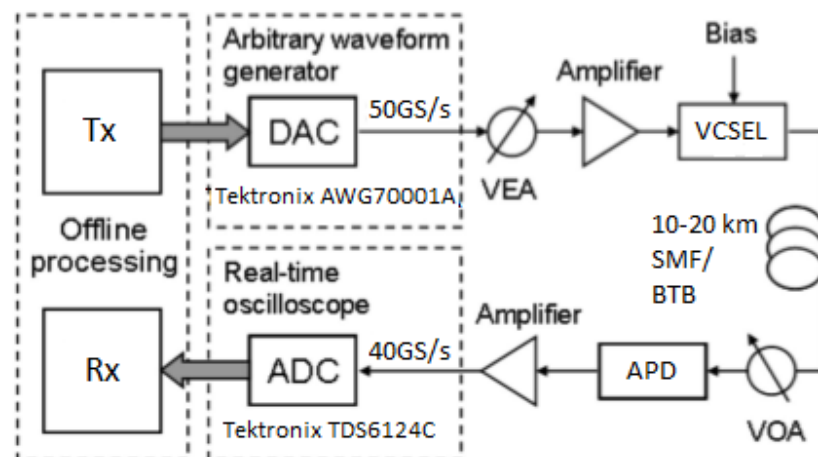 Arbitrary waveform
generator
Tx
DAC
50GS/s
Tektronix AWG70001A
VEA
Amplifier
Bias
VCSEL
Offline
processing
10-20 km
SMF/
BTB
Real-time
oscilloscope
Rx
ADC
40GS/s
Tektronix TDS6124C
Amplifier
APD
VOA